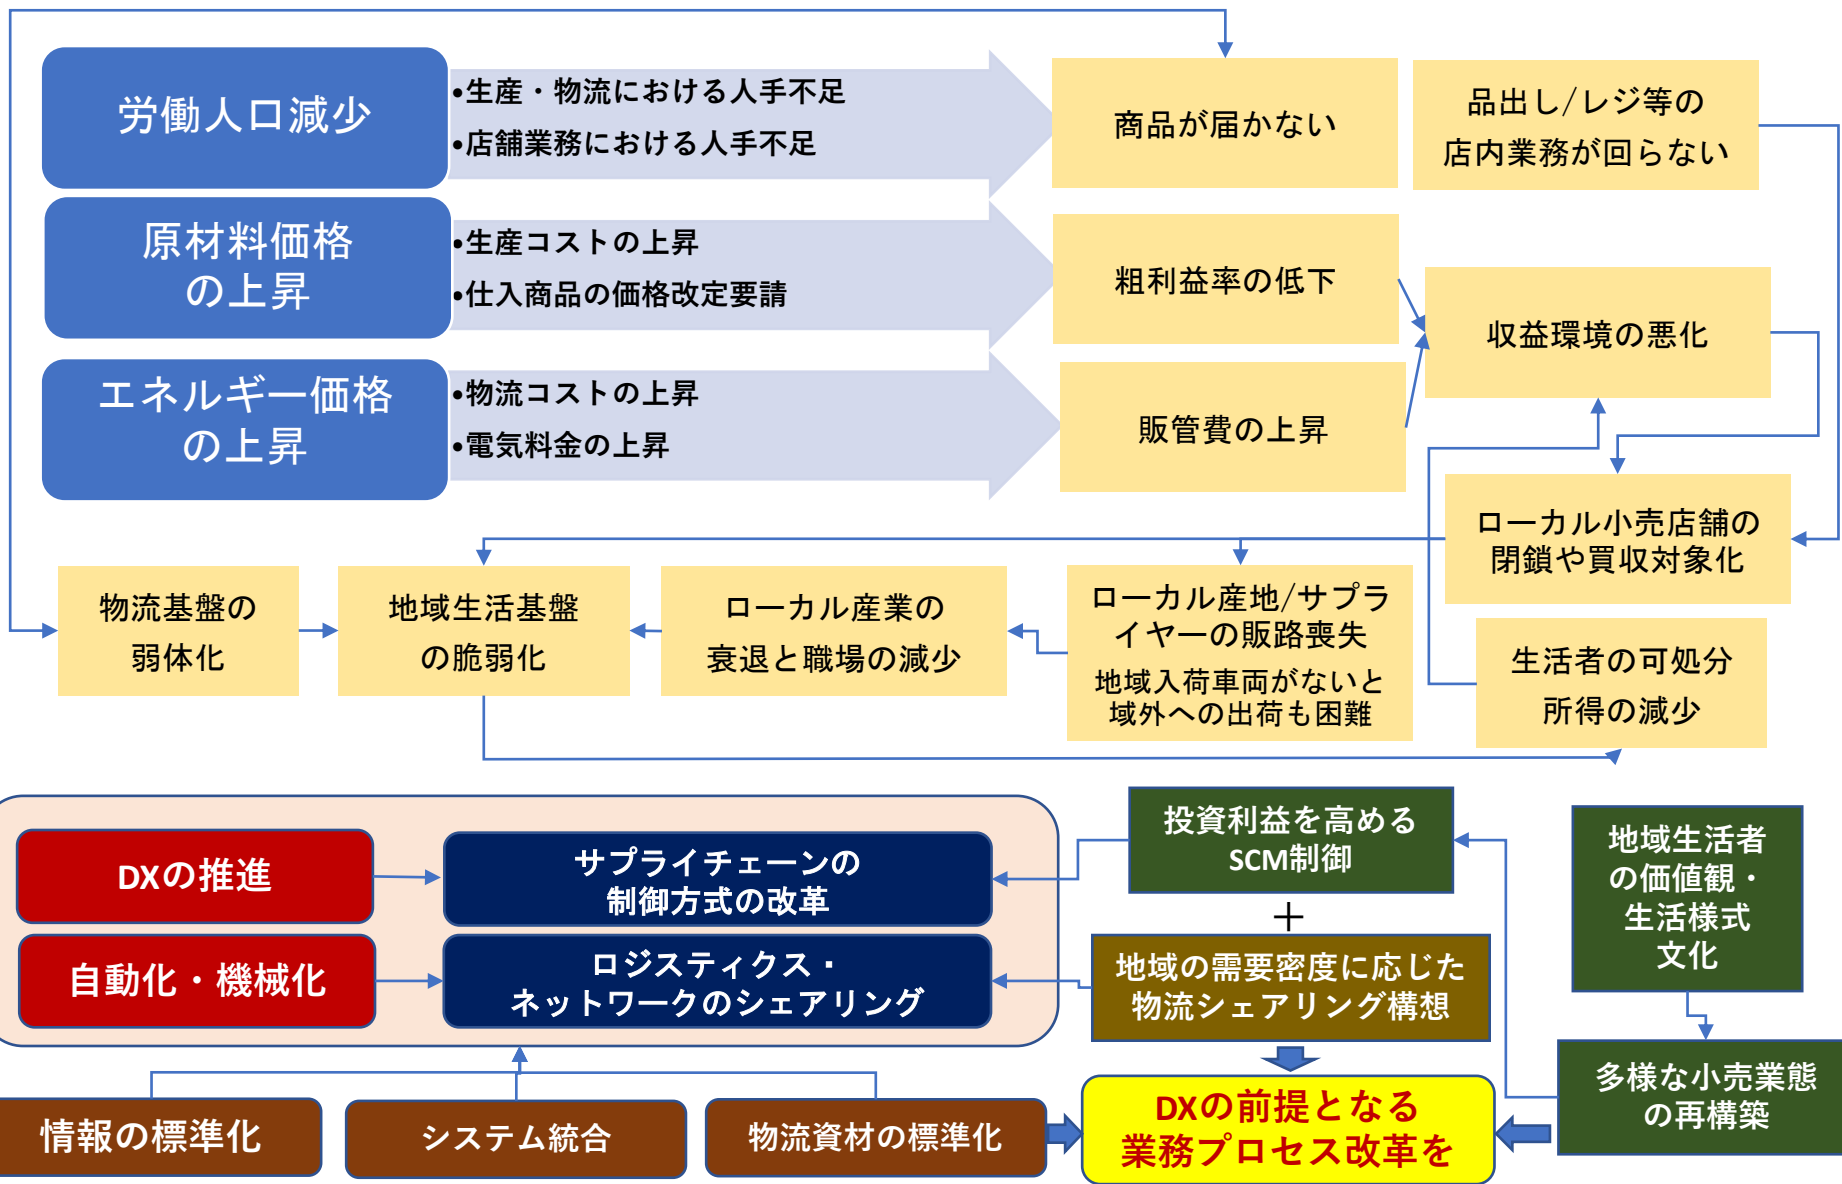 労働人口減少
•生産・物流における人手不足
•店舗業務における人手不足
商品が届かない
品出し/レジ等の
店内業務が回らない
原材料価格
の上昇
•生産コストの上昇
•仕入商品の価格改定要請
粗利益率の低下
収益環境の悪化
エネルギー価格
の上昇
•物流コストの上昇
•電気料金の上昇
販管費の上昇
ローカル小売店舗の
閉鎖や買収対象化
物流基盤の
弱体化
地域生活基盤
の脆弱化
ローカル産業の
衰退と職場の減少
ローカル産地/サプラ
イヤーの販路喪失
地域入荷車両がないと
域外への出荷も困難
生活者の可処分
所得の減少
DXの推進
サプライチェーンの
制御方式の改革
投資利益を高める
SCM制御
地域生活者
の価値観・
生活様式
文化
＋
自動化・機械化
ロジスティクス・
ネットワークのシェアリング
地域の需要密度に応じた
物流シェアリング構想
多様な小売業態
の再構築
情報の標準化
システム統合
物流資材の標準化
DXの前提となる
業務プロセス改革を